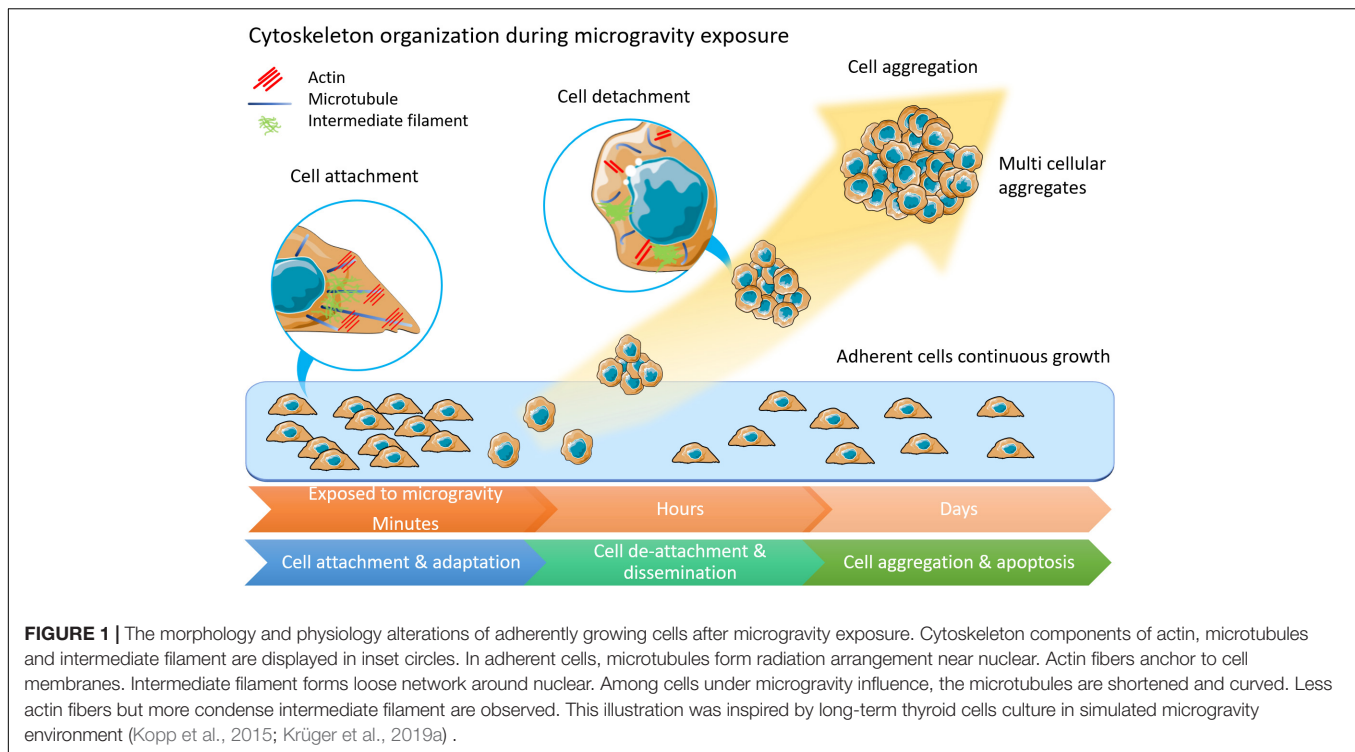 Cytoskeleton organization during microgravity exposure
Actin
Microtubule
Intermediate filament
Cell attachment
Cell detachment
Cell aggregation
Multi cellular
aggregates
Adherent cells continuous growth
Exposed to microgravity
Minutes
Hours
Days
Cell attachment & adaptation
Cell de-attachment &
dissemination
Cell aggregation & apoptosis
FIGURE 1 | The morphology and physiology alterations of adherently growing cells after microgravity exposure. Cytoskeleton components of actin, microtubules
and intermediate filament are displayed in inset circles. In adherent cells, microtubules form radiation arrangement near nuclear. Actin fibers anchor to cell
membranes. Intermediate filament forms loose network around nuclear. Among cells under microgravity influence, the microtubules are shortened and curved. Less
actin fibers but more condense intermediate filament are observed. This illustration was inspired by long-term thyroid cells culture in simulated microgravity
environment (Kopp et al., 2015; Krüger et al., 2019a) .